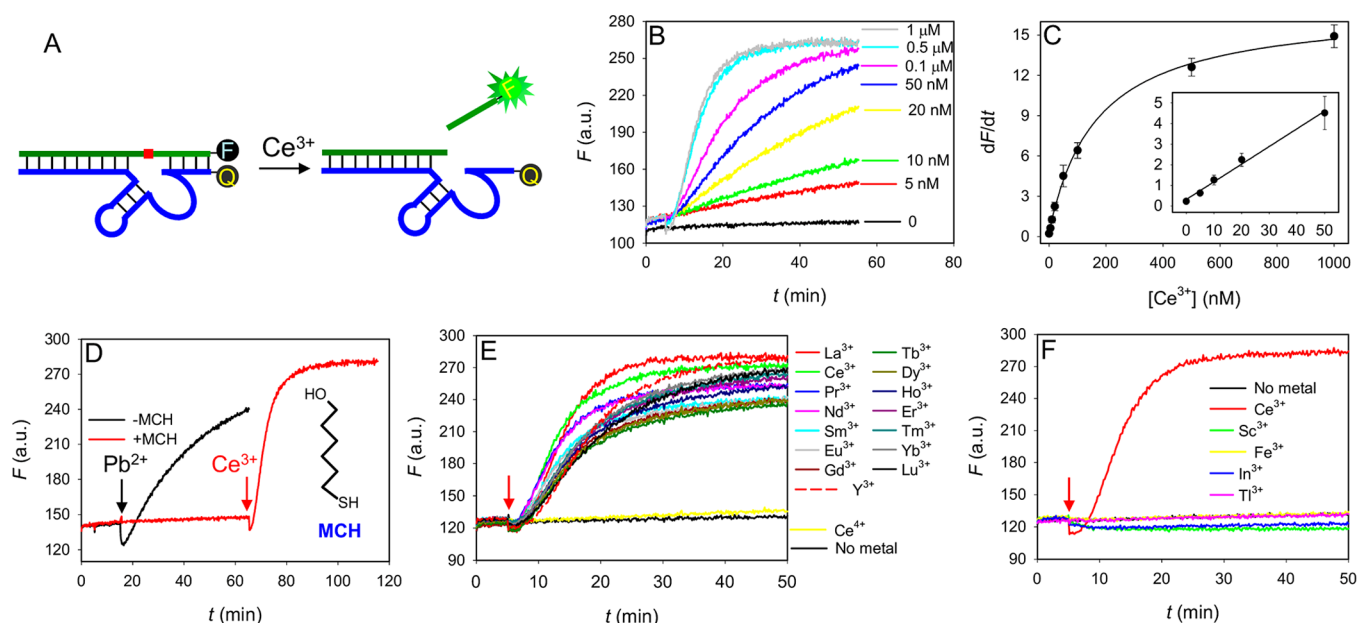 A
F
Q
Ce3+
F
Q
B
F (a.u.)
260
220
180
140
100
0
20
40
60
80
t (min)
1 μM
0.5 μM
0.1 μM
50 nM
20 nM
10 nM
5 nM
0
C
dF/dt
15
12
9
6
3
0
0
200
400
600
800
1000
[Ce3+] (nM)
5
4
3
2
1
0
0
10
20
30
40
50
D
F (a.u.)
300
270
240
210
180
150
120
0
20
40
60
80
100
120
t (min)
-MCH
+MCH
Pb2+
Ce3+
HO
SH
MCH
E
F (a.u.)
300
270
240
210
180
150
120
90
0
10
20
30
40
50
t (min)
La3+
Tb3+
Ce3+
Dy3+
Pr3+
Ho3+
Nd3+
Er3+
Sm3+
Tm3+
Eu3+
Yb3+
Gd3+
Lu3+
Y3+
Ce4+
No metal
F
F (a.u.)
300
270
240
210
180
150
120
90
0
10
20
30
40
50
t (min)
No metal
Ce3+
Sc3+
Fe3+
In3+
Tl3+